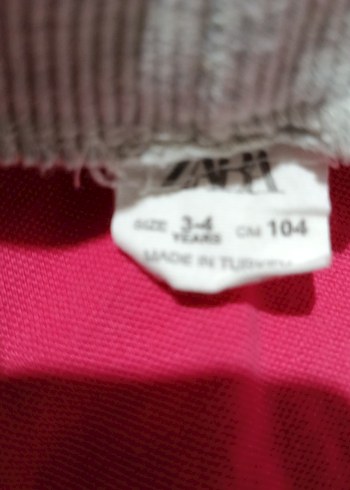 ZARA
SIZE 3-4 YEARS CM 104
MADE IN TURKEY